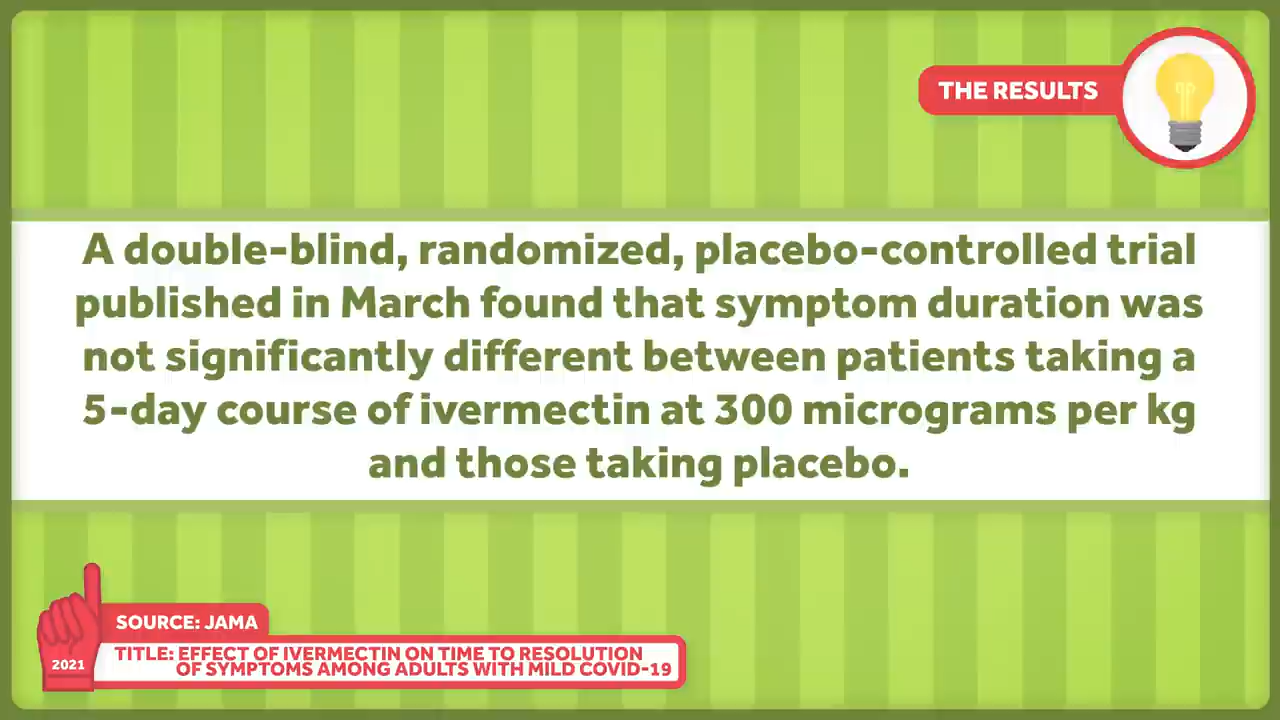 THE RESULTS
A double-blind, randomized, placebo-controlled trial
published in March found that symptom duration was
not significantly different between patients taking a
5-day course of ivermectin at 300 micrograms per kg
and those taking placebo.
SOURCE: JAMA
2021
TITLE: EFFECT OF IVERMECTIN ON TIME TO RESOLUTION
OF SYMPTOMS AMONG ADULTS WITH MILD COVID-19